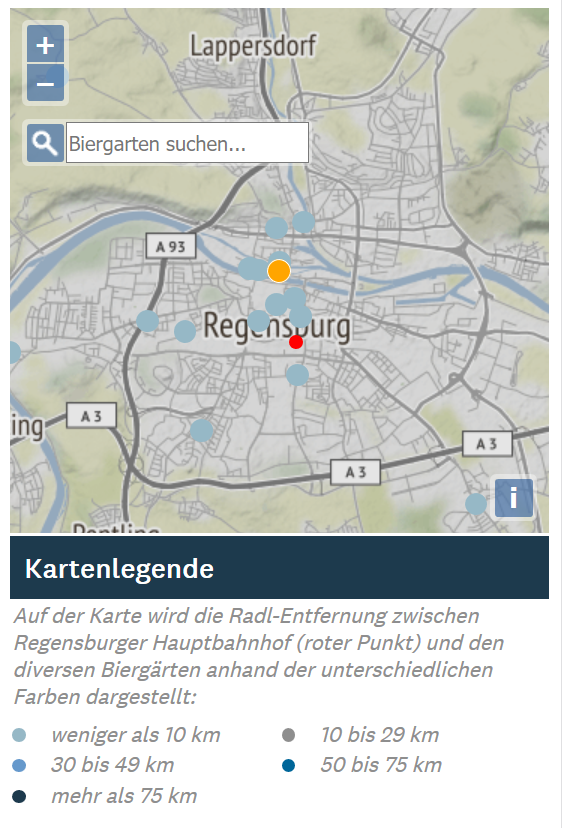 Lappersdorf
+
−
Biergarten suchen...
A 93
Regensburg
A 3
ing
A 3
A 3
i
Pentling
Kartenlegende
Auf der Karte wird die Radl-Entfernung zwischen
Regensburger Hauptbahnhof (roter Punkt) und den
diversen Biergärten anhand der unterschiedlichen
Farben dargestellt:
weniger als 10 km
10 bis 29 km
30 bis 49 km
50 bis 75 km
mehr als 75 km